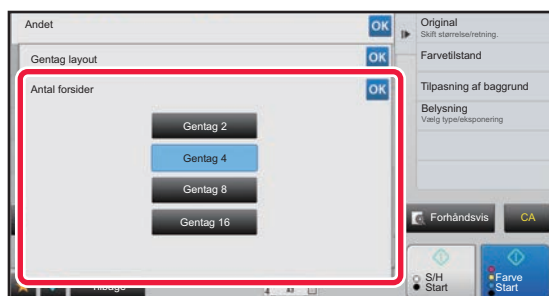 Andet
OK
Gentag layout
OK
Antal forsider
OK
Gentag 2
Gentag 4
Gentag 8
Gentag 16
Original
Skift størrelse/retning.
Farvetilstand
Tilpasning af baggrund
Belysning
Vælg type/eksponering
Forhåndsvis
CA
S/H
Start
Farve
Start